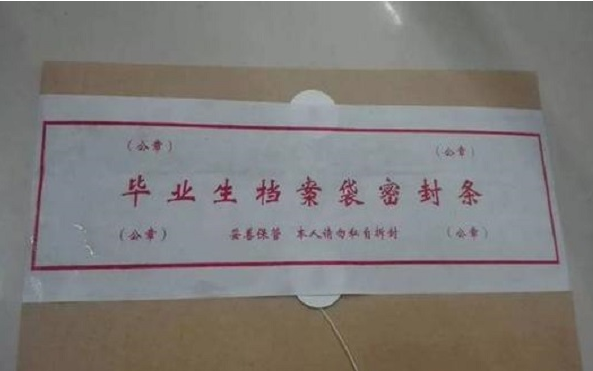 （公章） （公章）
毕业生档案袋密封条
（公章） 妥善保管 本人请勿私自拆封 （公章）